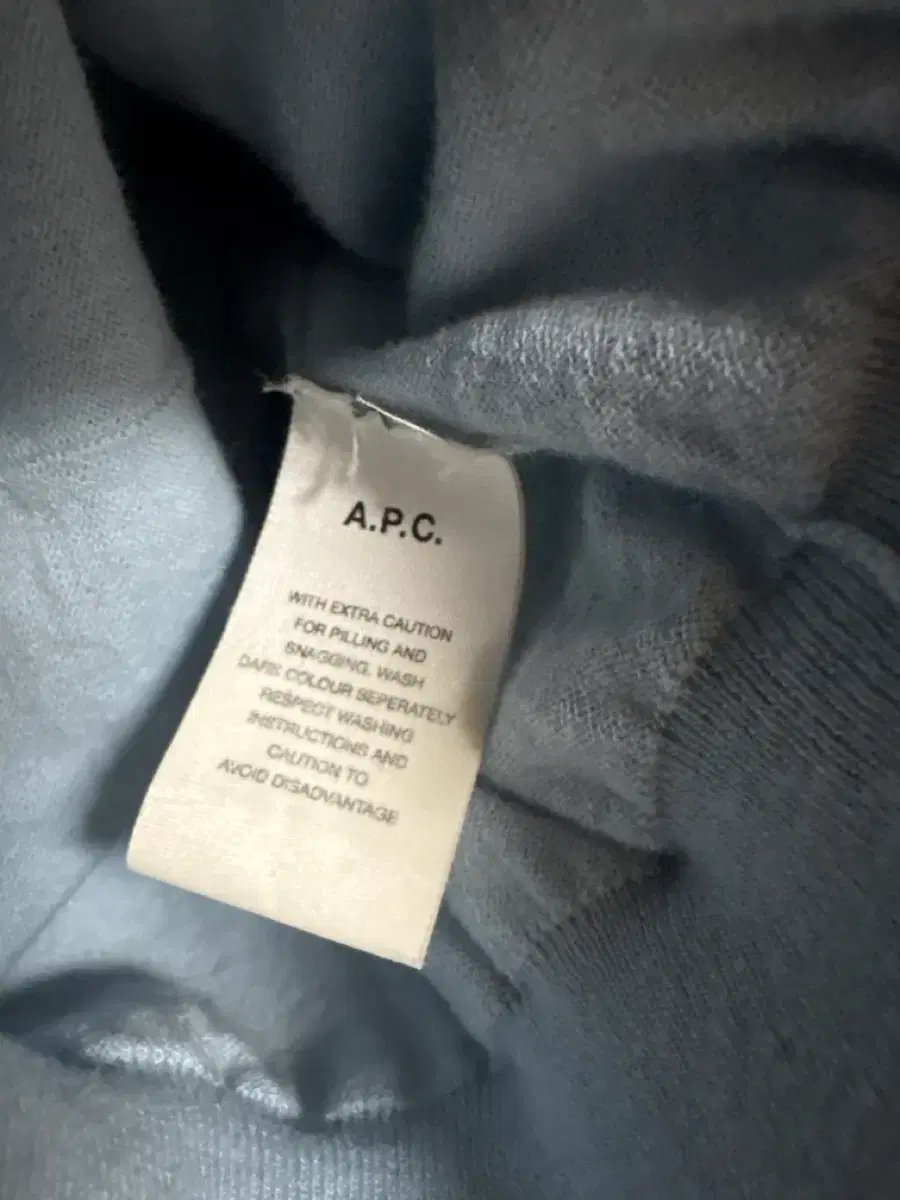 A.P.C.
WITH EXTRA CAUTION
FOR PILLING AND
SNAGGING. WASH
DARK COLOUR SEPERATELY
RESPECT WASHING
INSTRUCTIONS AND
CAUTION TO
AVOID DISADVANTAGE